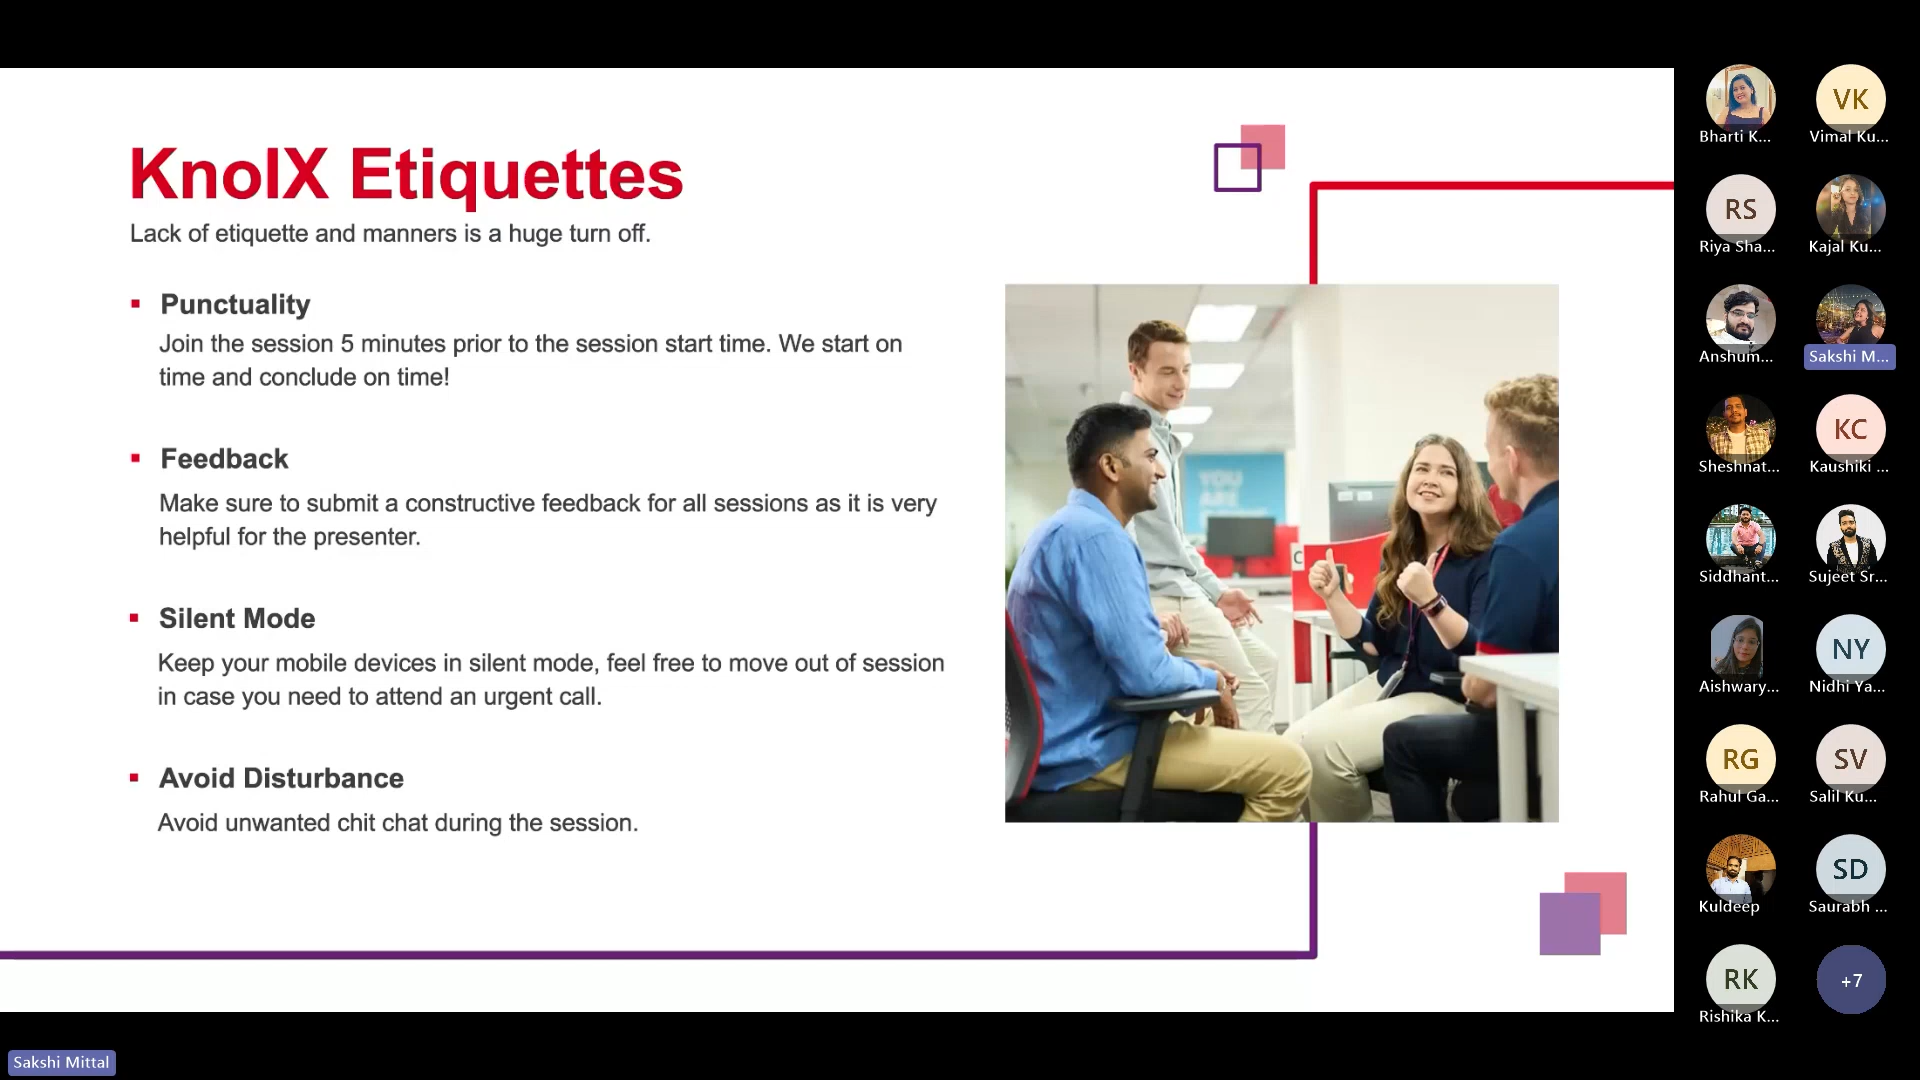 KnolX Etiquettes
Lack of etiquette and manners is a huge turn off.
Punctuality
Join the session 5 minutes prior to the session start time. We start on
time and conclude on time!
Feedback
Make sure to submit a constructive feedback for all sessions as it is very
helpful for the presenter.
Silent Mode
Keep your mobile devices in silent mode, feel free to move out of session
in case you need to attend an urgent call.
Avoid Disturbance
Avoid unwanted chit chat during the session.
YOU
ARE
C
Bharti K...
VK
Vimal Ku...
RS
Riya Sha...
Kajal Ku...
Anshum...
Sakshi M...
Sheshnat...
KC
Kaushiki ...
Siddhant...
Sujeet Sr...
Aishwary...
NY
Nidhi Ya...
RG
Rahul Ga...
SV
Salil Ku...
Kuldeep
SD
Saurabh ...
RK
Rishika K...
+7
Sakshi Mittal